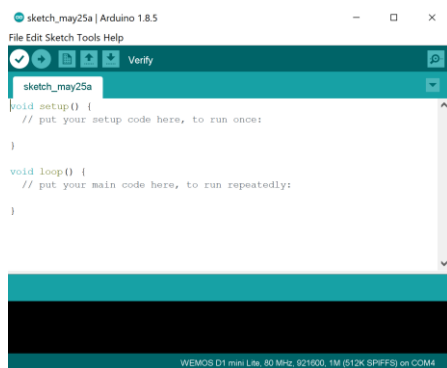 sketch_may25a | Arduino 1.8.5
File Edit Sketch Tools Help
Verify
sketch_may25a
void setup() {
// put your setup code here, to run once:
}
void loop() {
// put your main code here, to run repeatedly:
}
WEMOS D1 mini Lite, 80 MHz, 921600, 1M (512K SPIFFS) on COM4